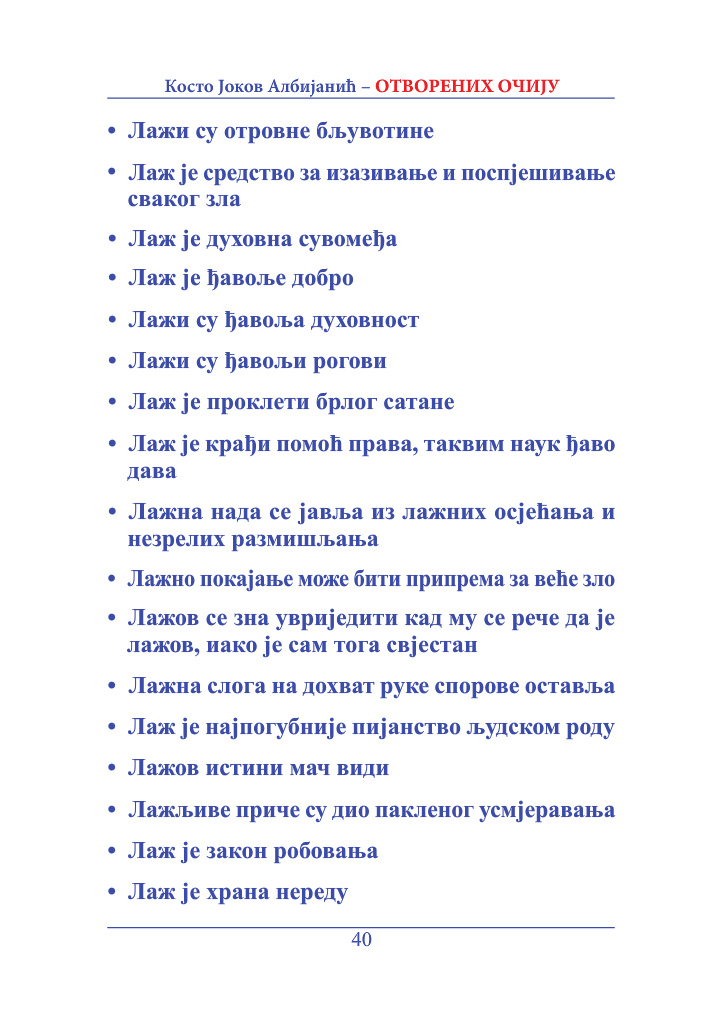 Косто Јоков Албијанић – ОТВОРЕНИХ ОЧИЈУ
• Лажи су отровне бљувотине
• Лаж је средство за изазивање и поспјешивање
сваког зла
• Лаж је духовна сувомеђа
• Лаж је ђавоље добро
• Лажи су ђавоља духовност
• Лажи су ђавољи рогови
• Лаж је проклети брлог сатане
• Лаж је крађи помоћ права, таквим наук ђаво
дава
• Лажна нада се јавља из лажних осјећања и
незрелих размишљања
• Лажно покајање може бити припрема за веће зло
• Лажов се зна увриједити кад му се рече да је
лажов, иако је сам тога свјестан
• Лажна слога на дохват руке спорове оставља
• Лаж је најпогубније пијанство људском роду
• Лажов истини мач види
• Лажљиве приче су дио пакленог усмјеравања
• Лаж је закон робовања
• Лаж је храна нереду
40